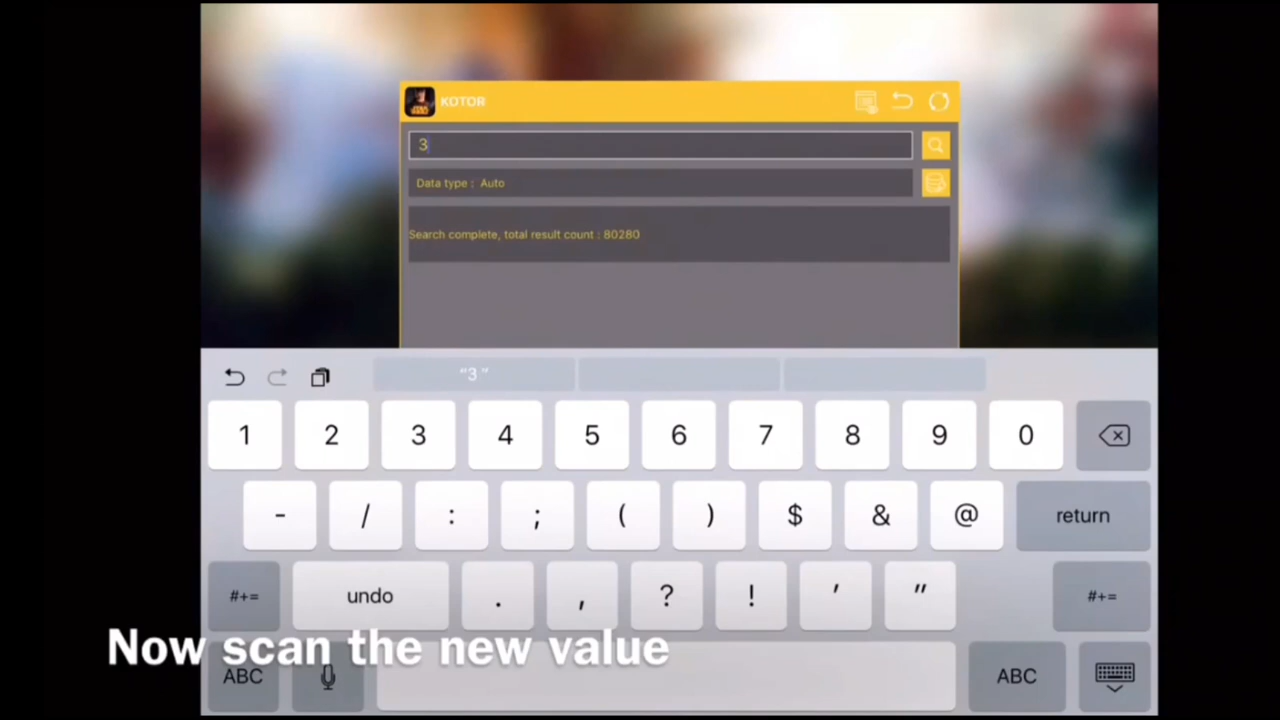 KOTOR
3
Data type : Auto
Search complete, total result count : 80280
“3 ”
1 2 3 4 5 6 7 8 9 0
- / : ; ( ) $ & @ return
#+= undo . , ? ! ’ ” #+=
Now scan the new value
ABC ABC